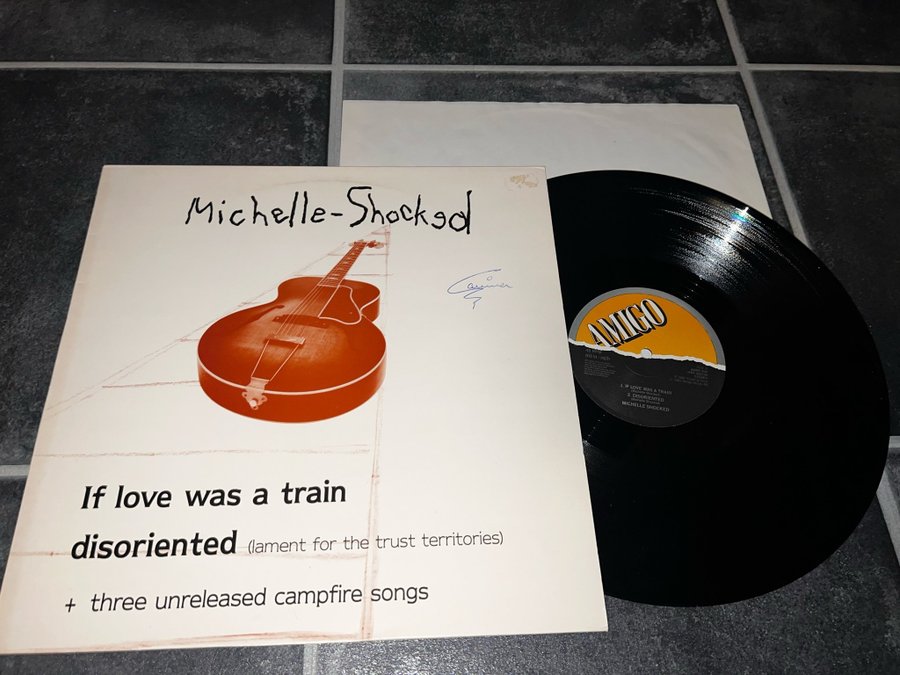 Michelle-Shocked
If love was a train
disoriented (lament for the trust territories)
+ three unreleased campfire songs
AMIGO
1. IF LOVE WAS A TRAIN
2. DISORIENTED
MICHELLE SHOCKED